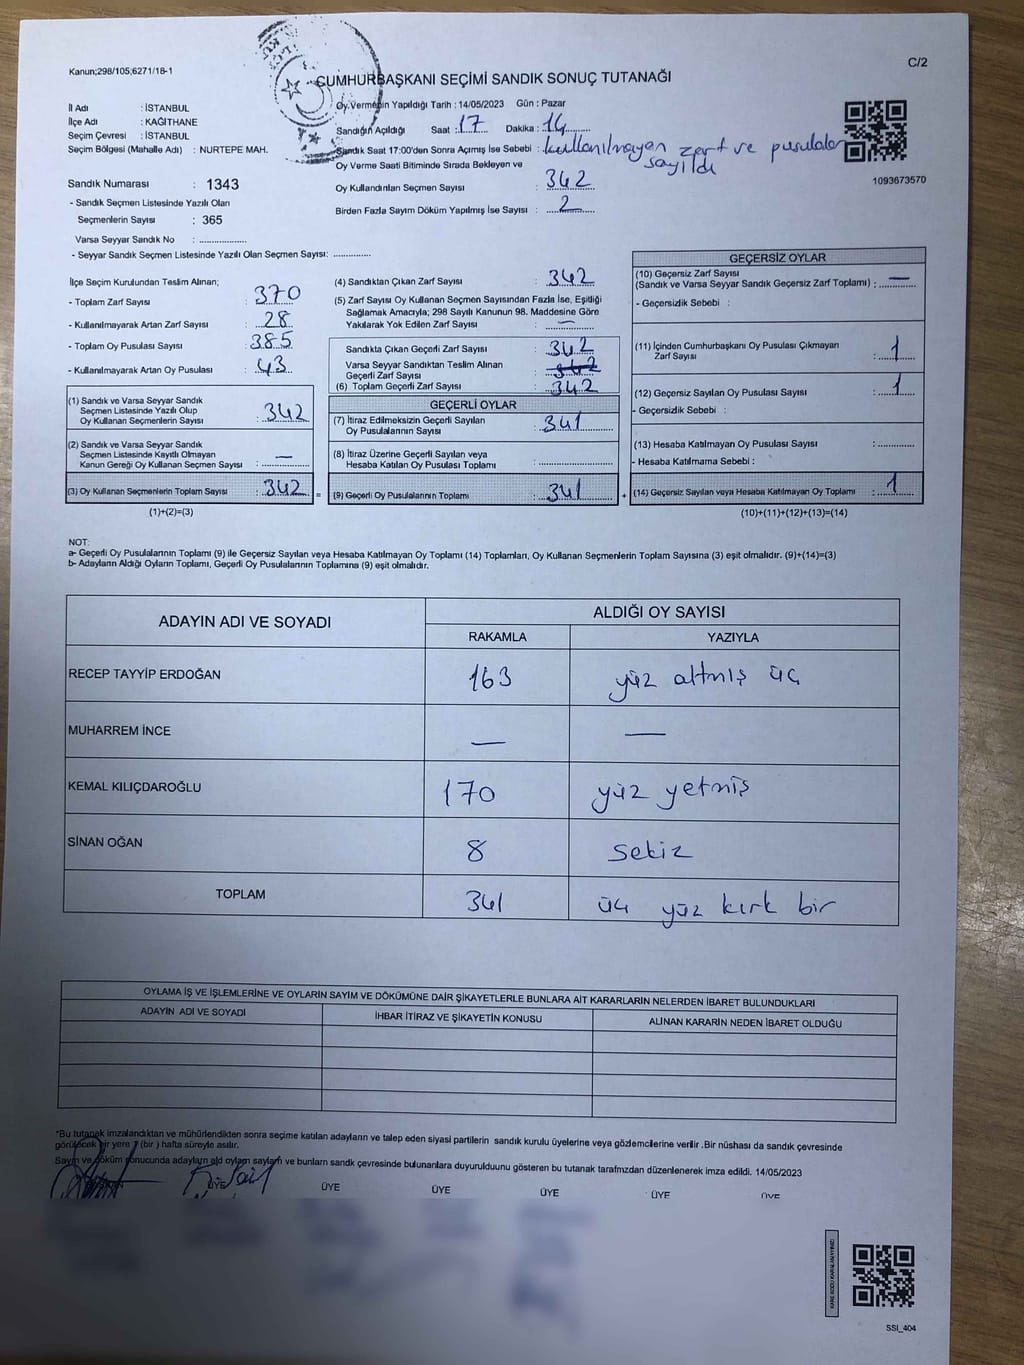 Kanun;298/105;6271/18-1
C/2
CUMHURBAŞKANI SEÇİMİ SANDIK SONUÇ TUTANAĞI
İl Adı : İSTANBUL
İlçe Adı : KAĞITHANE
Seçim Çevresi : İSTANBUL
Seçim Bölgesi (Mahalle Adı) : NURTEPE MAH.
Oy Vermenin Yapıldığı Tarih : 14/05/2023 Gün : Pazar
Sandığın Açıldığı Saat : 17 Dakika : 14
Sandık Saat 17:00'den Sonra Açılmış İse Sebebi : kullanılmayan zarf ve pusulalar
sayıldı
Oy Verme Saati Bitiminde Sırada Bekleyen ve
Oy Kullandırılan Seçmen Sayısı : 342
Birden Fazla Sayım Döküm Yapılmış İse Sayısı : 2
1093673570
Sandık Numarası : 1343
- Sandık Seçmen Listesinde Yazılı Olan
Seçmenlerin Sayısı : 365
Varsa Seyyar Sandık No : ..................
- Seyyar Sandık Seçmen Listesinde Yazılı Olan Seçmen Sayısı: ..............
İlçe Seçim Kurulundan Teslim Alınan;
- Toplam Zarf Sayısı : 370
- Kullanılmayarak Artan Zarf Sayısı : 28
- Toplam Oy Pusulası Sayısı : 385
- Kullanılmayarak Artan Oy Pusulası : 43
(1) Sandık ve Varsa Seyyar Sandık
Seçmen Listesinde Yazılı Olup
Oy Kullanan Seçmenlerin Sayısı : 342
(2) Sandık ve Varsa Seyyar Sandık
Seçmen Listesinde Kayıtlı Olmayan
Kanun Gereği Oy Kullanan Seçmen Sayısı : —
(3) Oy Kullanan Seçmenlerin Toplam Sayısı : 342 =
(1)+(2)=(3)
(4) Sandıktan Çıkan Zarf Sayısı : 342
(5) Zarf Sayısı Oy Kullanan Seçmen Sayısından Fazla İse, Eşitliği
Sağlamak Amacıyla; 298 Sayılı Kanunun 98. Maddesine Göre
Yakılarak Yok Edilen Zarf Sayısı : —
Sandıkta Çıkan Geçerli Zarf Sayısı : 342
Varsa Seyyar Sandıktan Teslim Alınan
Geçerli Zarf Sayısı : 342
(6) Toplam Geçerli Zarf Sayısı : 342
GEÇERLİ OYLAR
(7) İtiraz Edilmeksizin Geçerli Sayılan
Oy Pusulalarının Sayısı : 341
(8) İtiraz Üzerine Geçerli Sayılan veya
Hesaba Katılan Oy Pusulası Toplamı : ....................
(9) Geçerli Oy Pusulalarının Toplamı : 341 +
GEÇERSİZ OYLAR
(10) Geçersiz Zarf Sayısı
(Sandık ve Varsa Seyyar Sandık Geçersiz Zarf Toplamı) : —
- Geçersizlik Sebebi :
(11) İçinden Cumhurbaşkanı Oy Pusulası Çıkmayan
Zarf Sayısı : 1
(12) Geçersiz Sayılan Oy Pusulası Sayısı : 1
- Geçersizlik Sebebi :
(13) Hesaba Katılmayan Oy Pusulası Sayısı : ..............
- Hesaba Katılmama Sebebi :
(14) Geçersiz Sayılan veya Hesaba Katılmayan Oy Toplamı : 1
(10)+(11)+(12)+(13)=(14)
NOT:
a- Geçerli Oy Pusulalarının Toplamı (9) ile Geçersiz Sayılan veya Hesaba Katılmayan Oy Toplamı (14) Toplamları, Oy Kullanan Seçmenlerin Toplam Sayısına (3) eşit olmalıdır. (9)+(14)=(3)
b- Adayların Aldığı Oyların Toplamı, Geçerli Oy Pusulalarının Toplamına (9) eşit olmalıdır.
ADAYIN ADI VE SOYADI
ALDIĞI OY SAYISI
RAKAMLA YAZIYLA
RECEP TAYYİP ERDOĞAN 163 yüz altmış üç
MUHARREM İNCE — —
KEMAL KILIÇDAROĞLU 170 yüz yetmiş
SİNAN OĞAN 8 sekiz
TOPLAM 341 üç yüz kırk bir
OYLAMA İŞ VE İŞLEMLERİNE VE OYLARIN SAYIM VE DÖKÜMÜNE DAİR ŞİKAYETLERLE BUNLARA AİT KARARLARIN NELERDEN İBARET BULUNDUKLARI
ADAYIN ADI VE SOYADI İHBAR İTİRAZ VE ŞİKAYETİN KONUSU ALINAN KARARIN NEDEN İBARET OLDUĞU
*Bu tutanak imzalandıktan ve mühürlendikten sonra seçime katılan adayların ve talep eden siyasi partilerin sandık kurulu üyelerine veya gözlemcilerine verilir .Bir nüshası da sandık çevresinde
görülecek bir yere 7 (bir ) hafta süreyle asılır.
Sayım ve döküm sonucunda adayların ald oyların sayıları ve bunların sandık çevresinde bulunanlara duyurulduunu gösteren bu tutanak tarafmzdan düzenlenerek imza edildi. 14/05/2023
ÜYE ÜYE ÜYE ÜYE ÜYE ÜYE
SSI_404